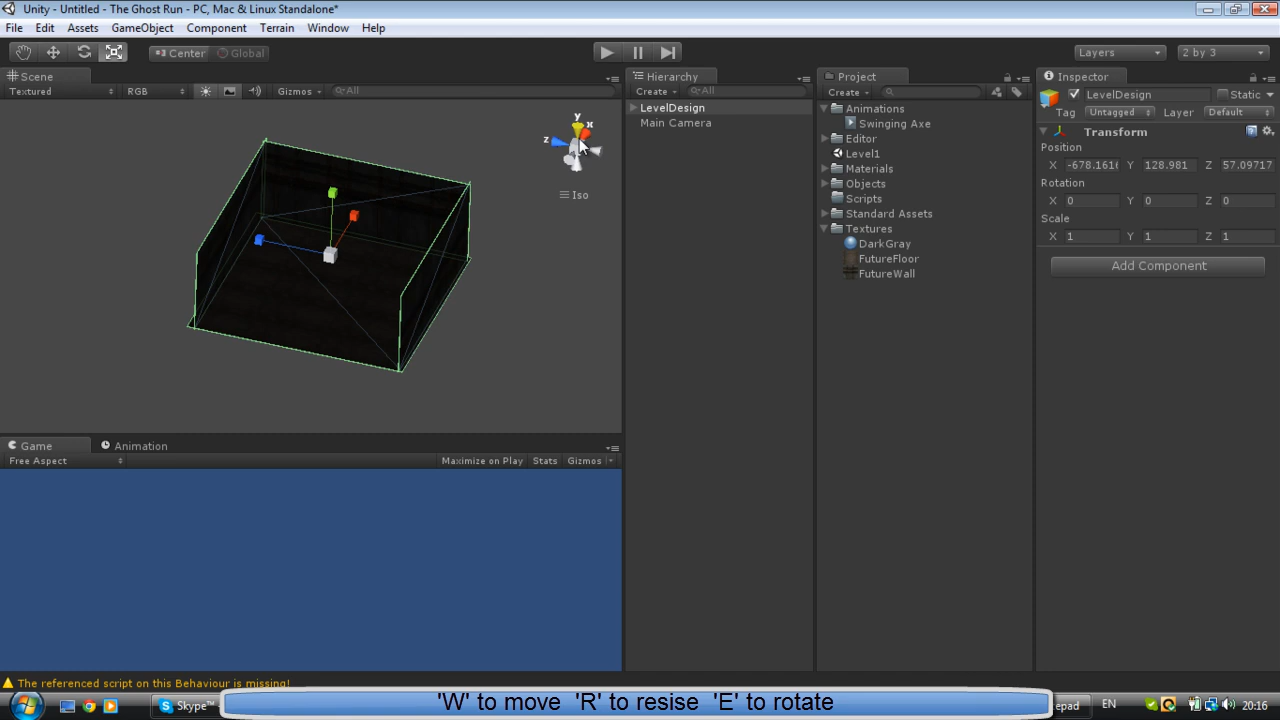 Unity - Untitled - The Ghost Run - PC, Mac & Linux Standalone*
File Edit Assets GameObject Component Terrain Window Help
Center Global Layers 2 by 3
Scene
Textured RGB Gizmos All
y
x
z
Iso
Hierarchy
Create All
LevelDesign
Main Camera
Project
Create
Animations
Swinging Axe
Editor
Level1
Materials
Objects
Scripts
Standard Assets
Textures
DarkGray
FutureFloor
FutureWall
Inspector
LevelDesign Static
Tag Untagged Layer Default
Transform
Position
X -678.1616 Y 128.981 Z 57.09717
Rotation
X 0 Y 0 Z 0
Scale
X 1 Y 1 Z 1
Add Component
Game Animation
Free Aspect Maximize on Play Stats Gizmos
The referenced script on this Behaviour is missing!
Skype™ 'W' to move 'R' to resise 'E' to rotate epad EN 20:16